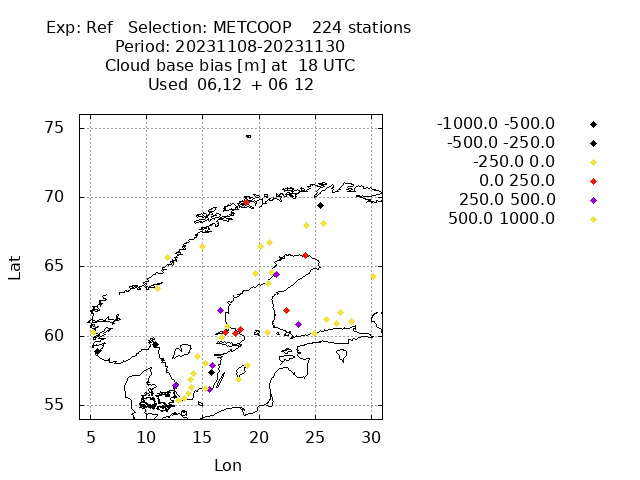 Exp: Ref   Selection: METCOOP    224 stations
Period: 20231108-20231130
Cloud base bias [m] at  18 UTC
Used  06,12  + 06 12
-1000.0 -500.0
-500.0 -250.0
-250.0 0.0
0.0 250.0
250.0 500.0
500.0 1000.0
75
70
65
60
55
Lat
5 10 15 20 25 30
Lon